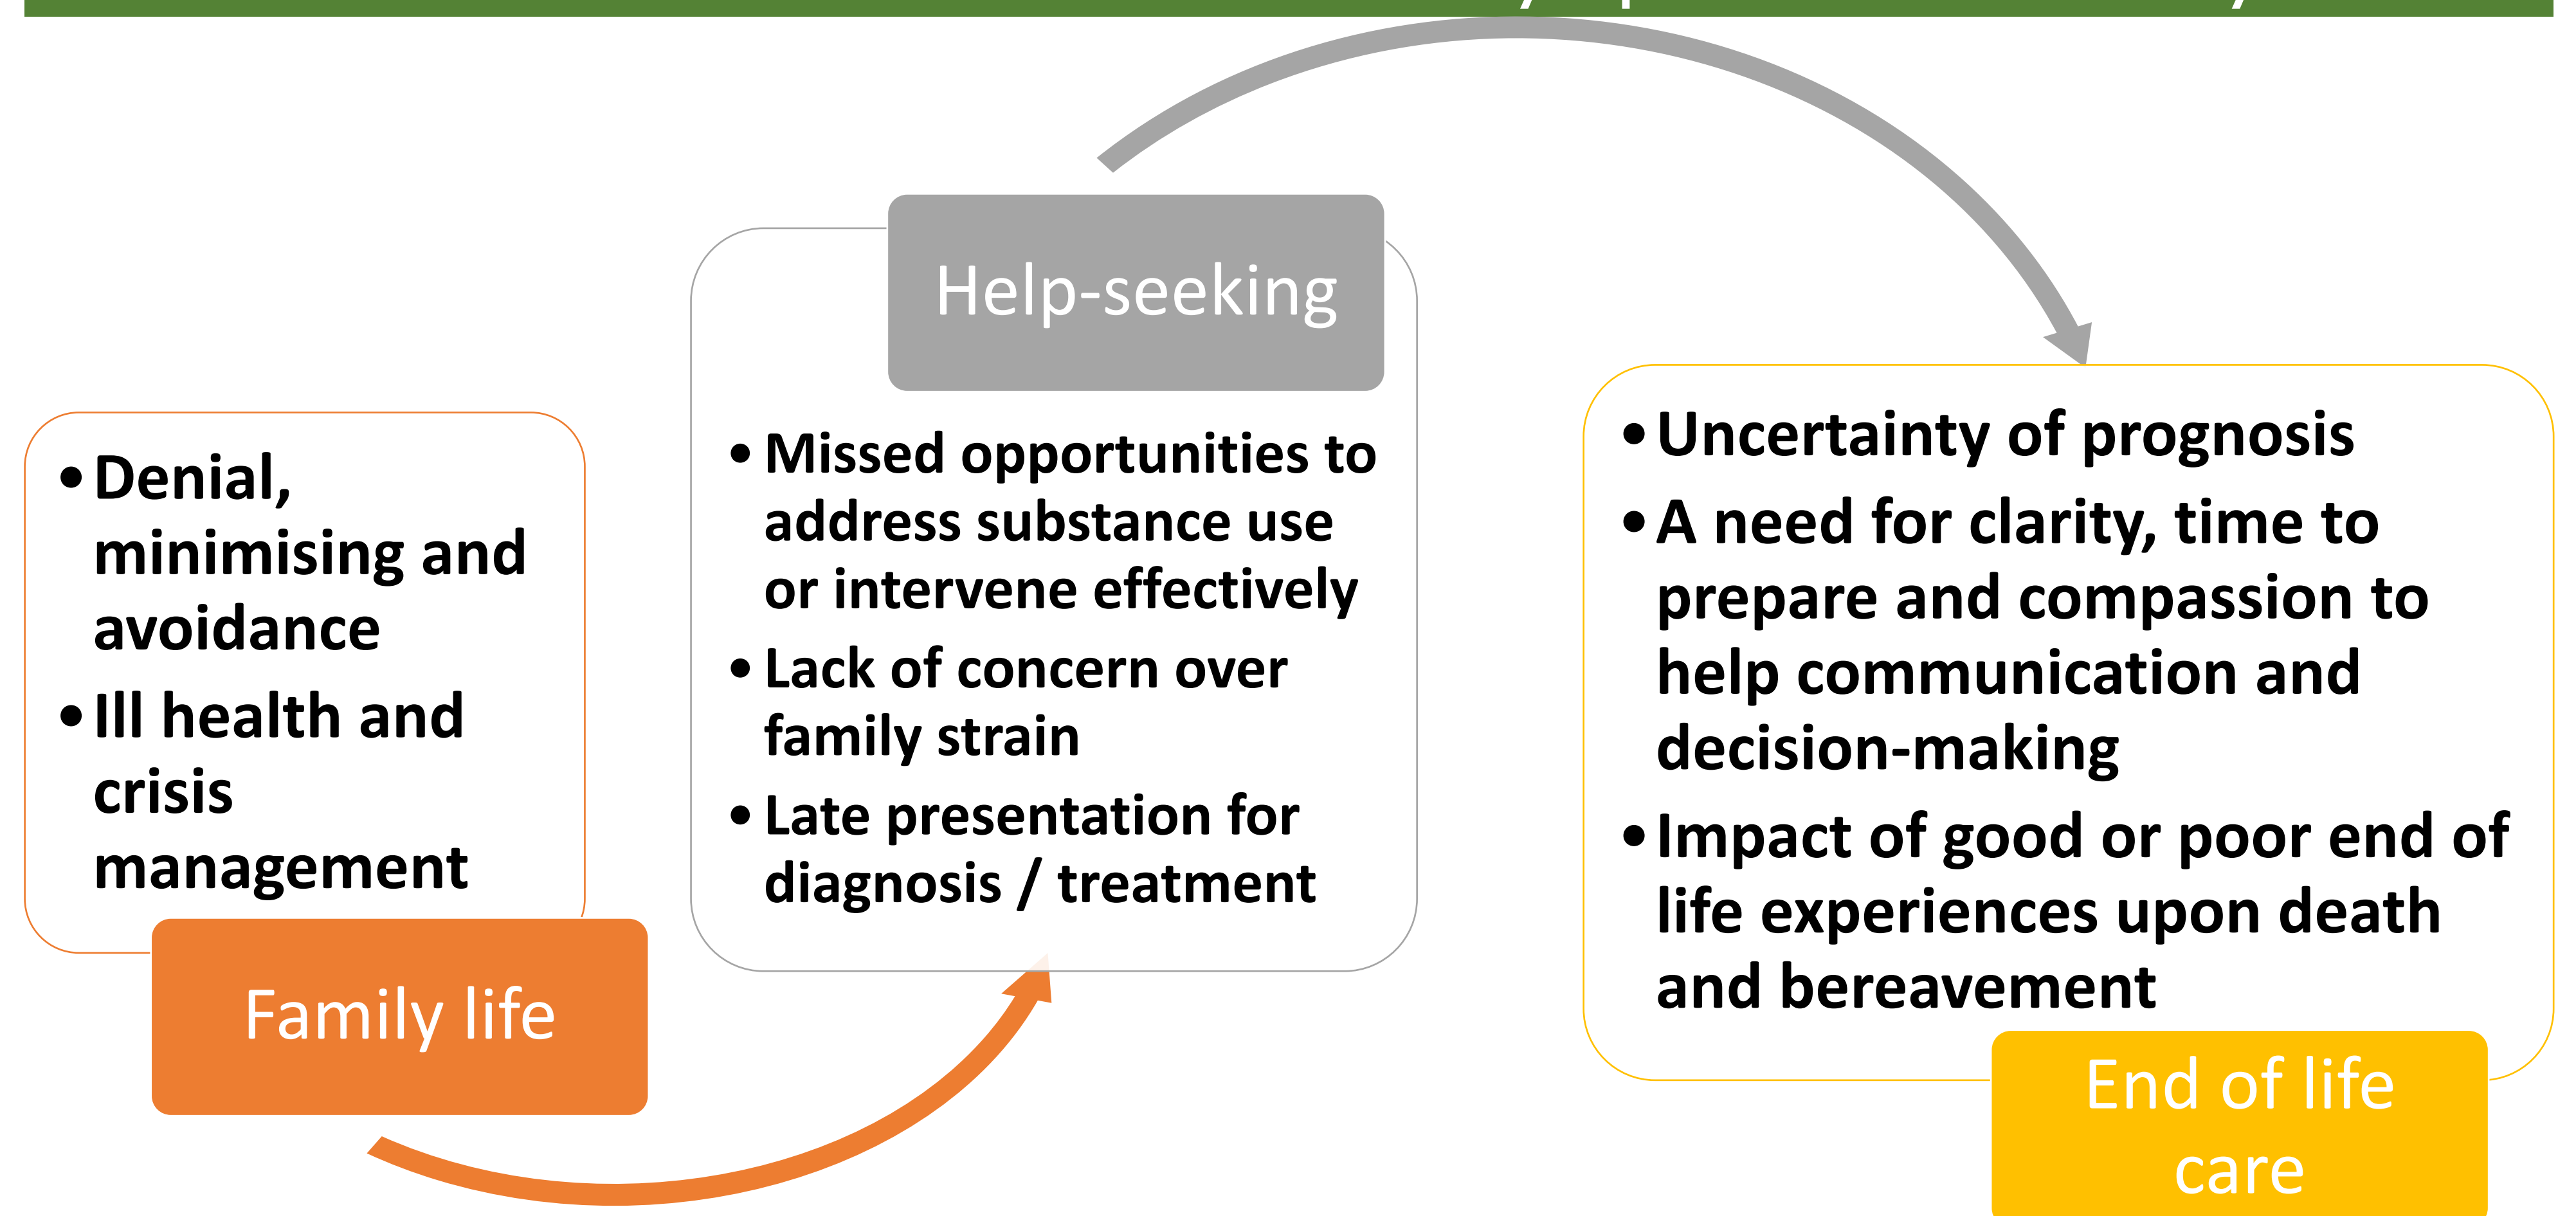 • Denial,
minimising and
avoidance
• Ill health and
crisis
management
Family life
Help-seeking
• Missed opportunities to
address substance use
or intervene effectively
• Lack of concern over
family strain
• Late presentation for
diagnosis / treatment
• Uncertainty of prognosis
• A need for clarity, time to
prepare and compassion to
help communication and
decision-making
• Impact of good or poor end of
life experiences upon death
and bereavement
End of life
care